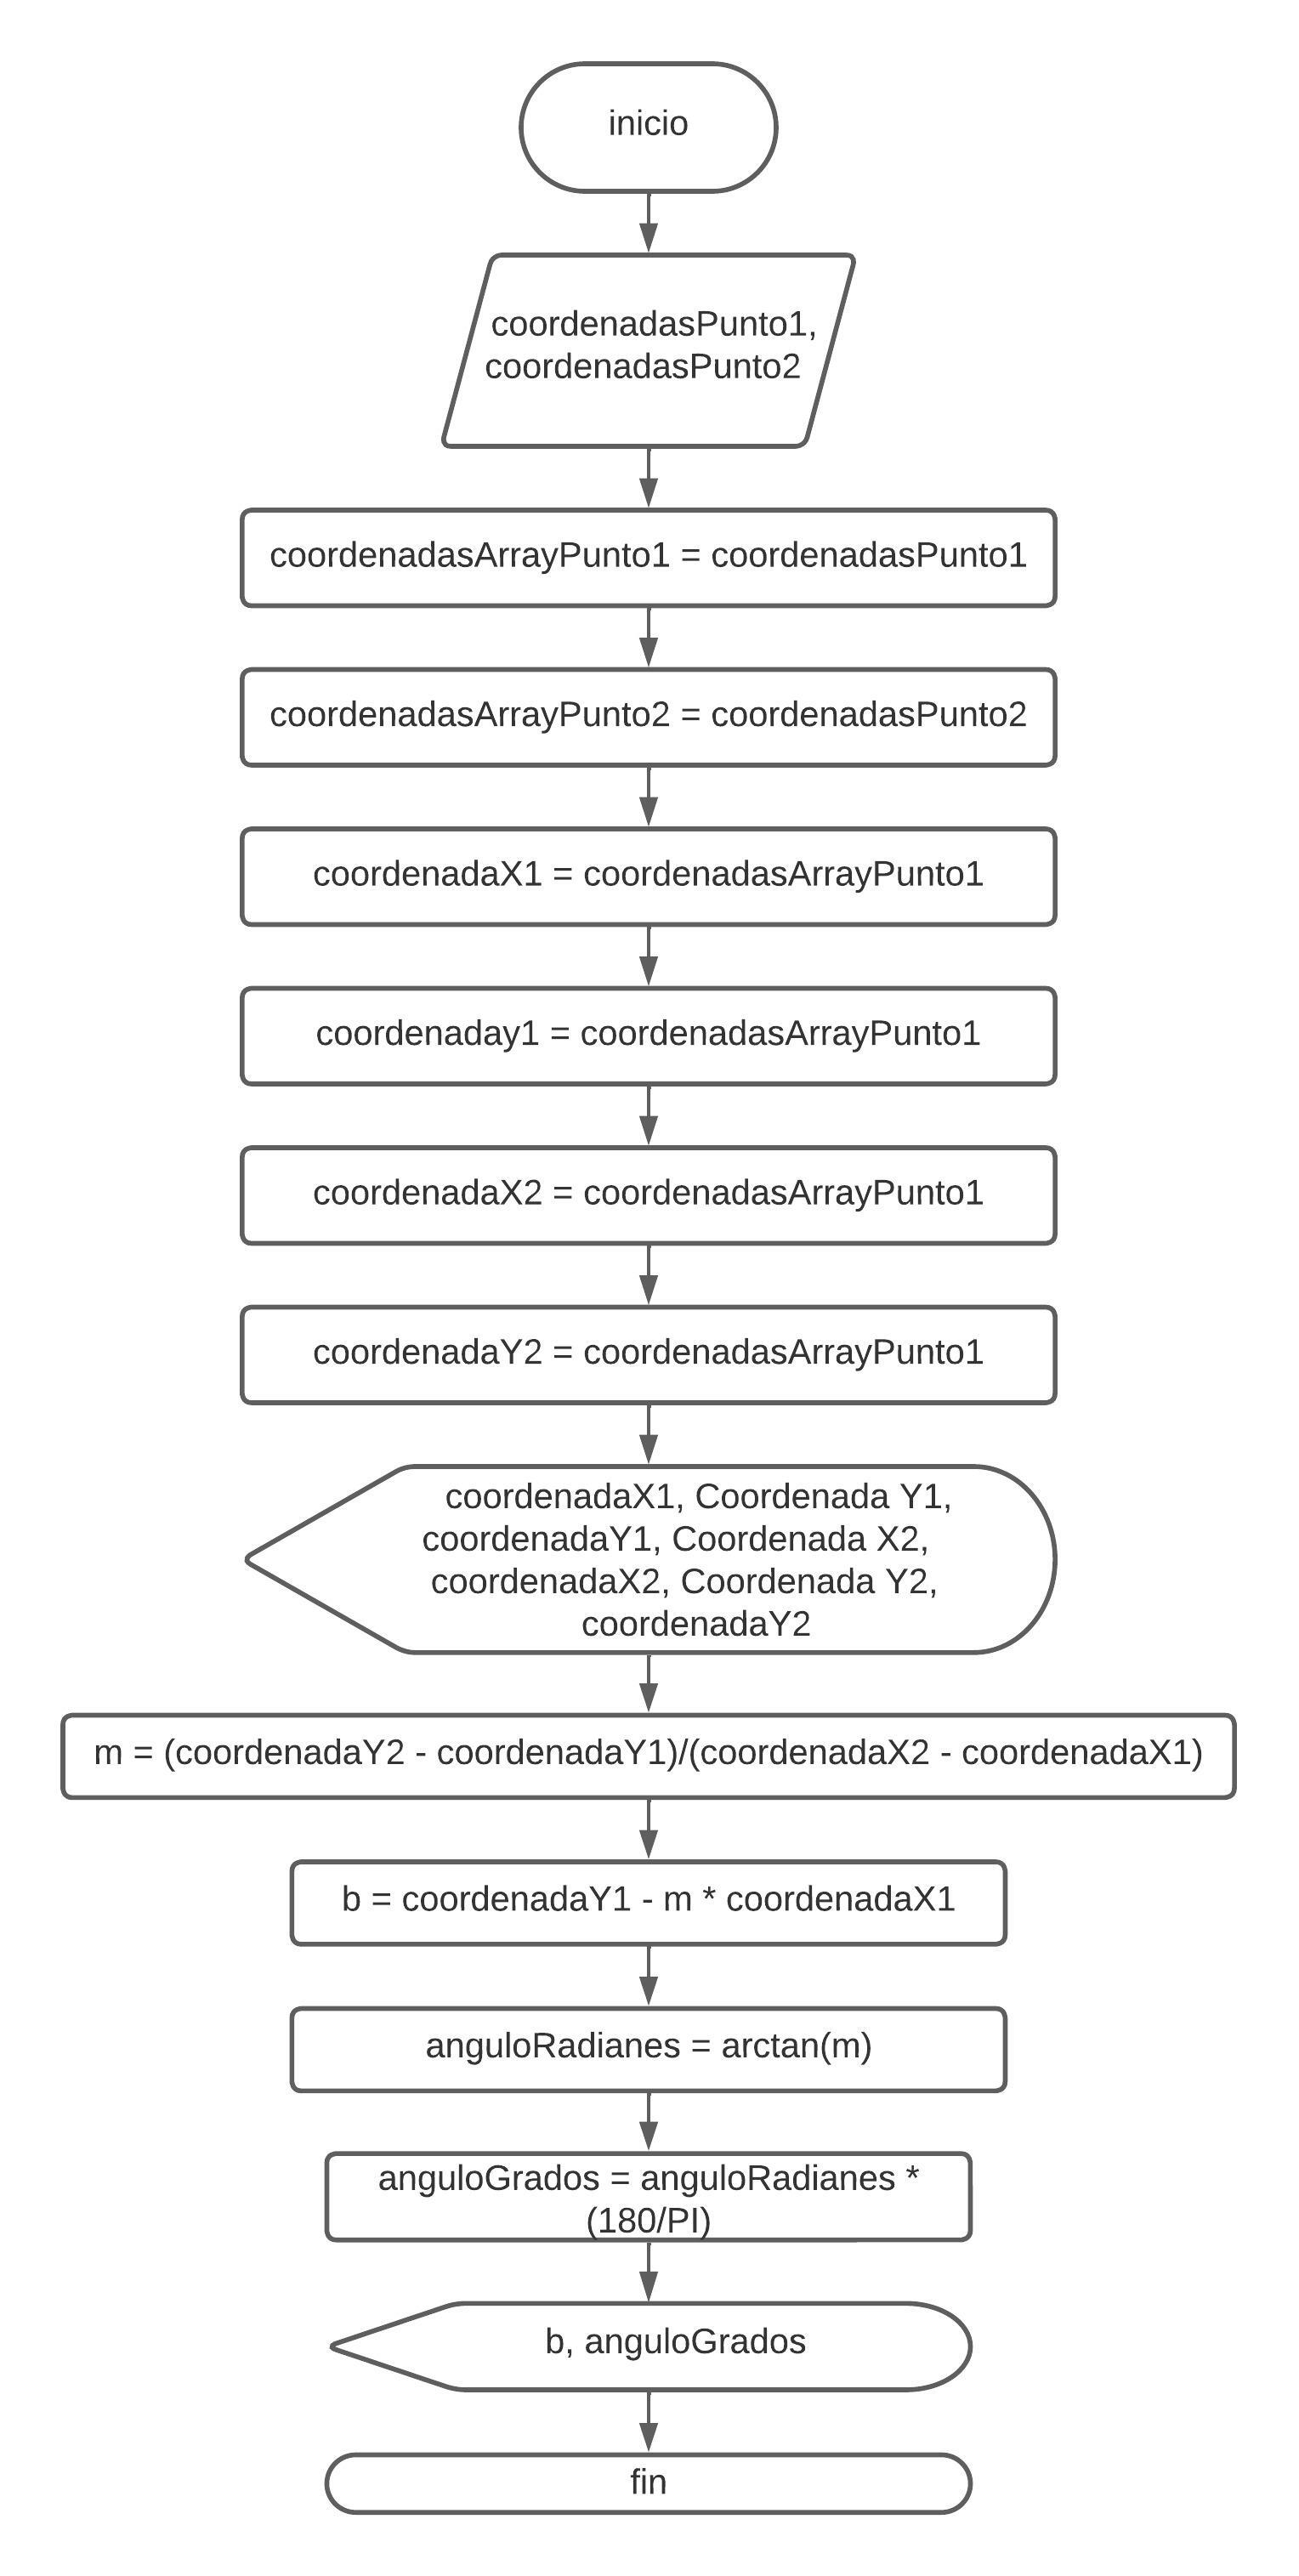 inicio
coordenadasPunto1,
coordenadasPunto2
coordenadasArrayPunto1 = coordenadasPunto1
coordenadasArrayPunto2 = coordenadasPunto2
coordenadaX1 = coordenadasArrayPunto1
coordenaday1 = coordenadasArrayPunto1
coordenadaX2 = coordenadasArrayPunto1
coordenadaY2 = coordenadasArrayPunto1
coordenadaX1, Coordenada Y1,
coordenadaY1, Coordenada X2,
coordenadaX2, Coordenada Y2,
coordenadaY2
m = (coordenadaY2 - coordenadaY1)/(coordenadaX2 - coordenadaX1)
b = coordenadaY1 - m * coordenadaX1
anguloRadianes = arctan(m)
anguloGrados = anguloRadianes *
(180/PI)
b, anguloGrados
fin